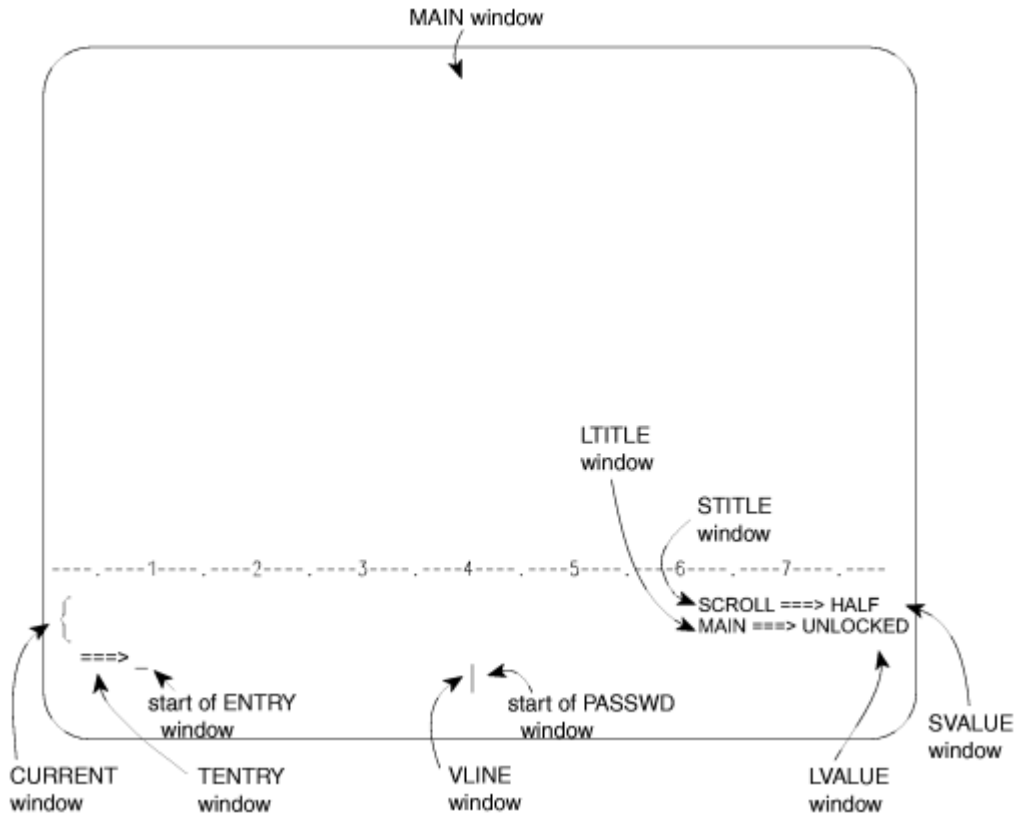 MAIN window
LTITLE
window
STITLE
window
----.----1----.----2----.----3----.----4----.----5----.----6----.----7----.----
SCROLL ===> HALF
MAIN ===> UNLOCKED
===> _
start of ENTRY
window
start of PASSWD
window
SVALUE
window
CURRENT
window
TENTRY
window
VLINE
window
LVALUE
window